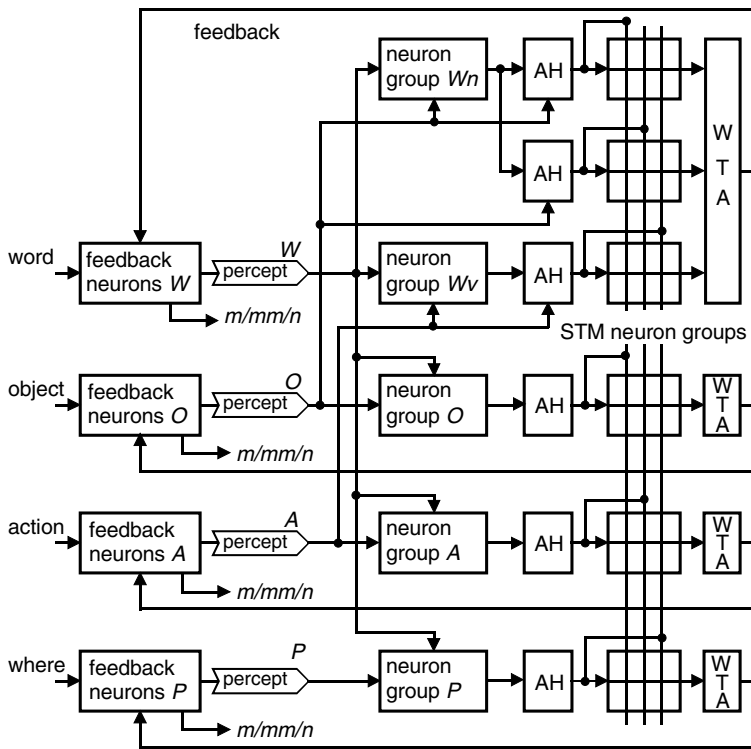 feedback
neuron
group Wn
AH
W
T
A
AH
word
feedback
neurons W
percept
W
neuron
group Wv
AH
m/mm/n
STM neuron groups
object
feedback
neurons O
percept
O
neuron
group O
AH
W
T
A
m/mm/n
action
feedback
neurons A
percept
A
neuron
group A
AH
W
T
A
m/mm/n
where
feedback
neurons P
percept
P
neuron
group P
AH
W
T
A
m/mm/n